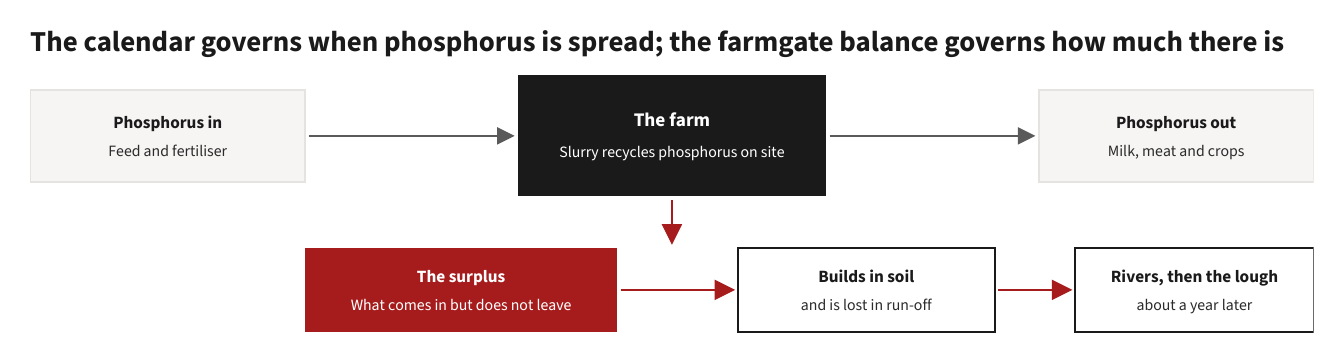 The calendar governs when phosphorus is spread; the farmgate balance governs how much there is
Phosphorus in
Feed and fertiliser
The farm
Slurry recycles phosphorus on site
Phosphorus out
Milk, meat and crops
The surplus
What comes in but does not leave
Builds in soil
and is lost in run-off
Rivers, then the lough
about a year later